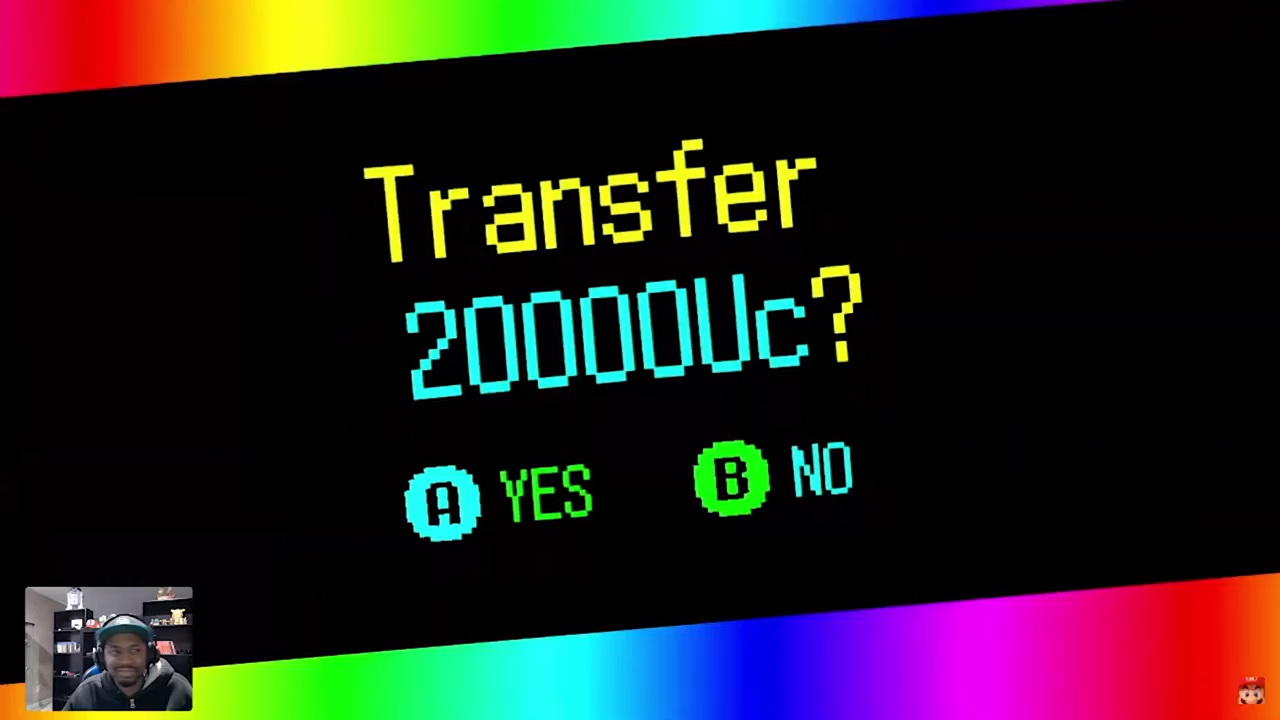 Transfer
20000Uc?
A YES B NO